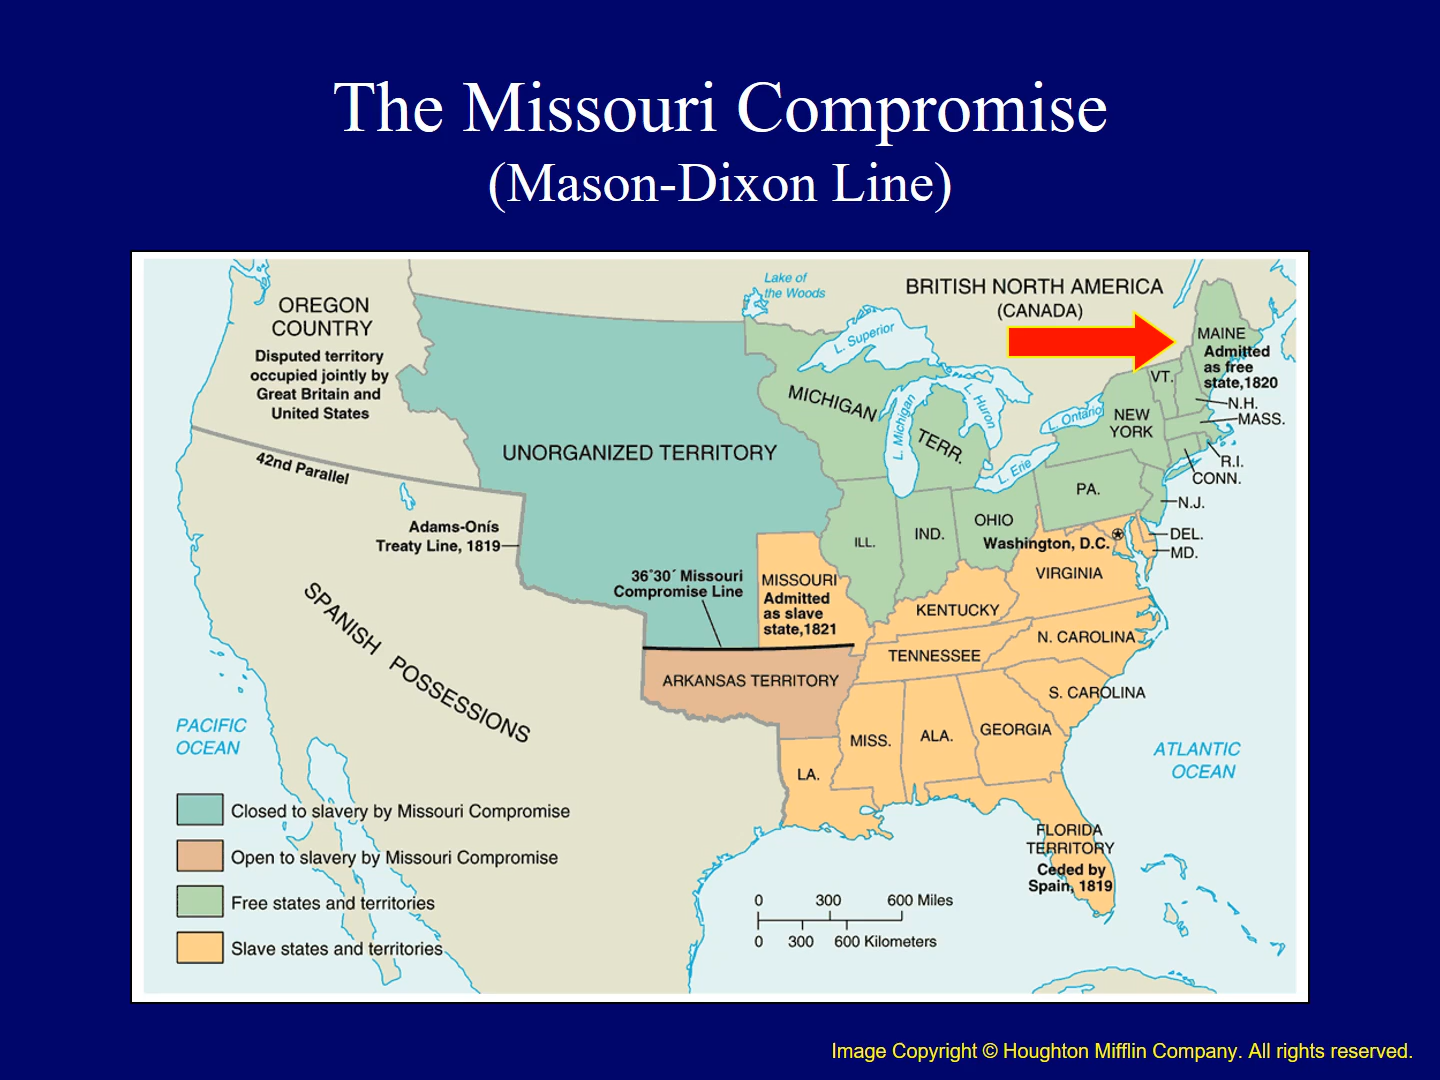 The Missouri Compromise
(Mason-Dixon Line)
OREGON
COUNTRY
Disputed territory
occupied jointly by
Great Britain and
United States
Lake of
the Woods
BRITISH NORTH AMERICA
(CANADA)
L. Superior
MAINE
Admitted
as free
state,1820
VT.
N.H.
MASS.
NEW
YORK
L. Ontario
L. Huron
L. Michigan
MICHIGAN
TERR.
L. Erie
R.I.
CONN.
PA.
N.J.
UNORGANIZED TERRITORY
42nd Parallel
Adams-Onís
Treaty Line, 1819
OHIO
IND.
ILL.
Washington, D.C.
DEL.
MD.
VIRGINIA
36°30´ Missouri
Compromise Line
MISSOURI
Admitted
as slave
state,1821
KENTUCKY
N. CAROLINA
TENNESSEE
SPANISH POSSESSIONS
ARKANSAS TERRITORY
S. CAROLINA
GEORGIA
ALA.
MISS.
LA.
PACIFIC
OCEAN
ATLANTIC
OCEAN
FLORIDA
TERRITORY
Ceded by
Spain, 1819
Closed to slavery by Missouri Compromise
Open to slavery by Missouri Compromise
Free states and territories
Slave states and territories
0 300 600 Miles
0 300 600 Kilometers
Image Copyright © Houghton Mifflin Company. All rights reserved.